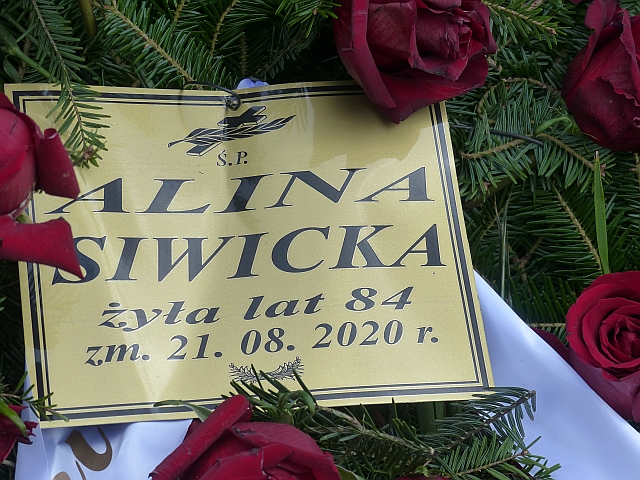 Ś.P.
ALINA
SIWICKA
żyła lat 84
zm. 21. 08. 2020 r.